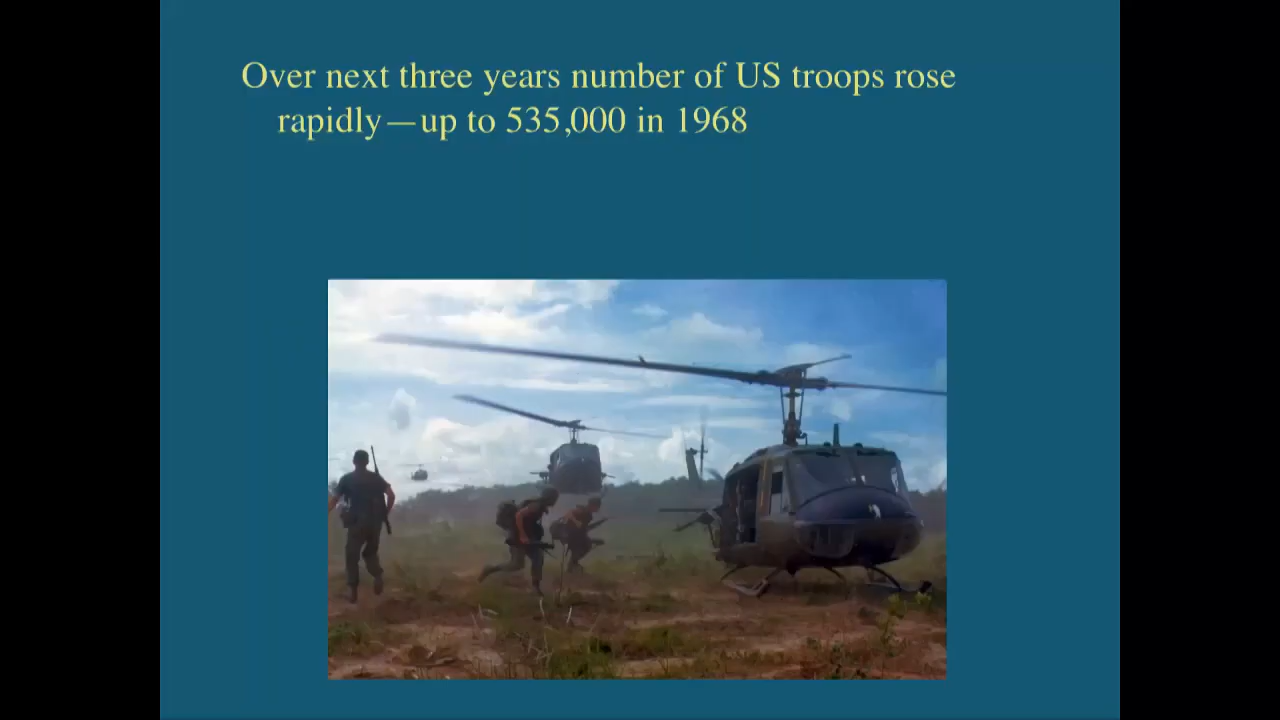 Over next three years number of US troops rose
rapidly—up to 535,000 in 1968